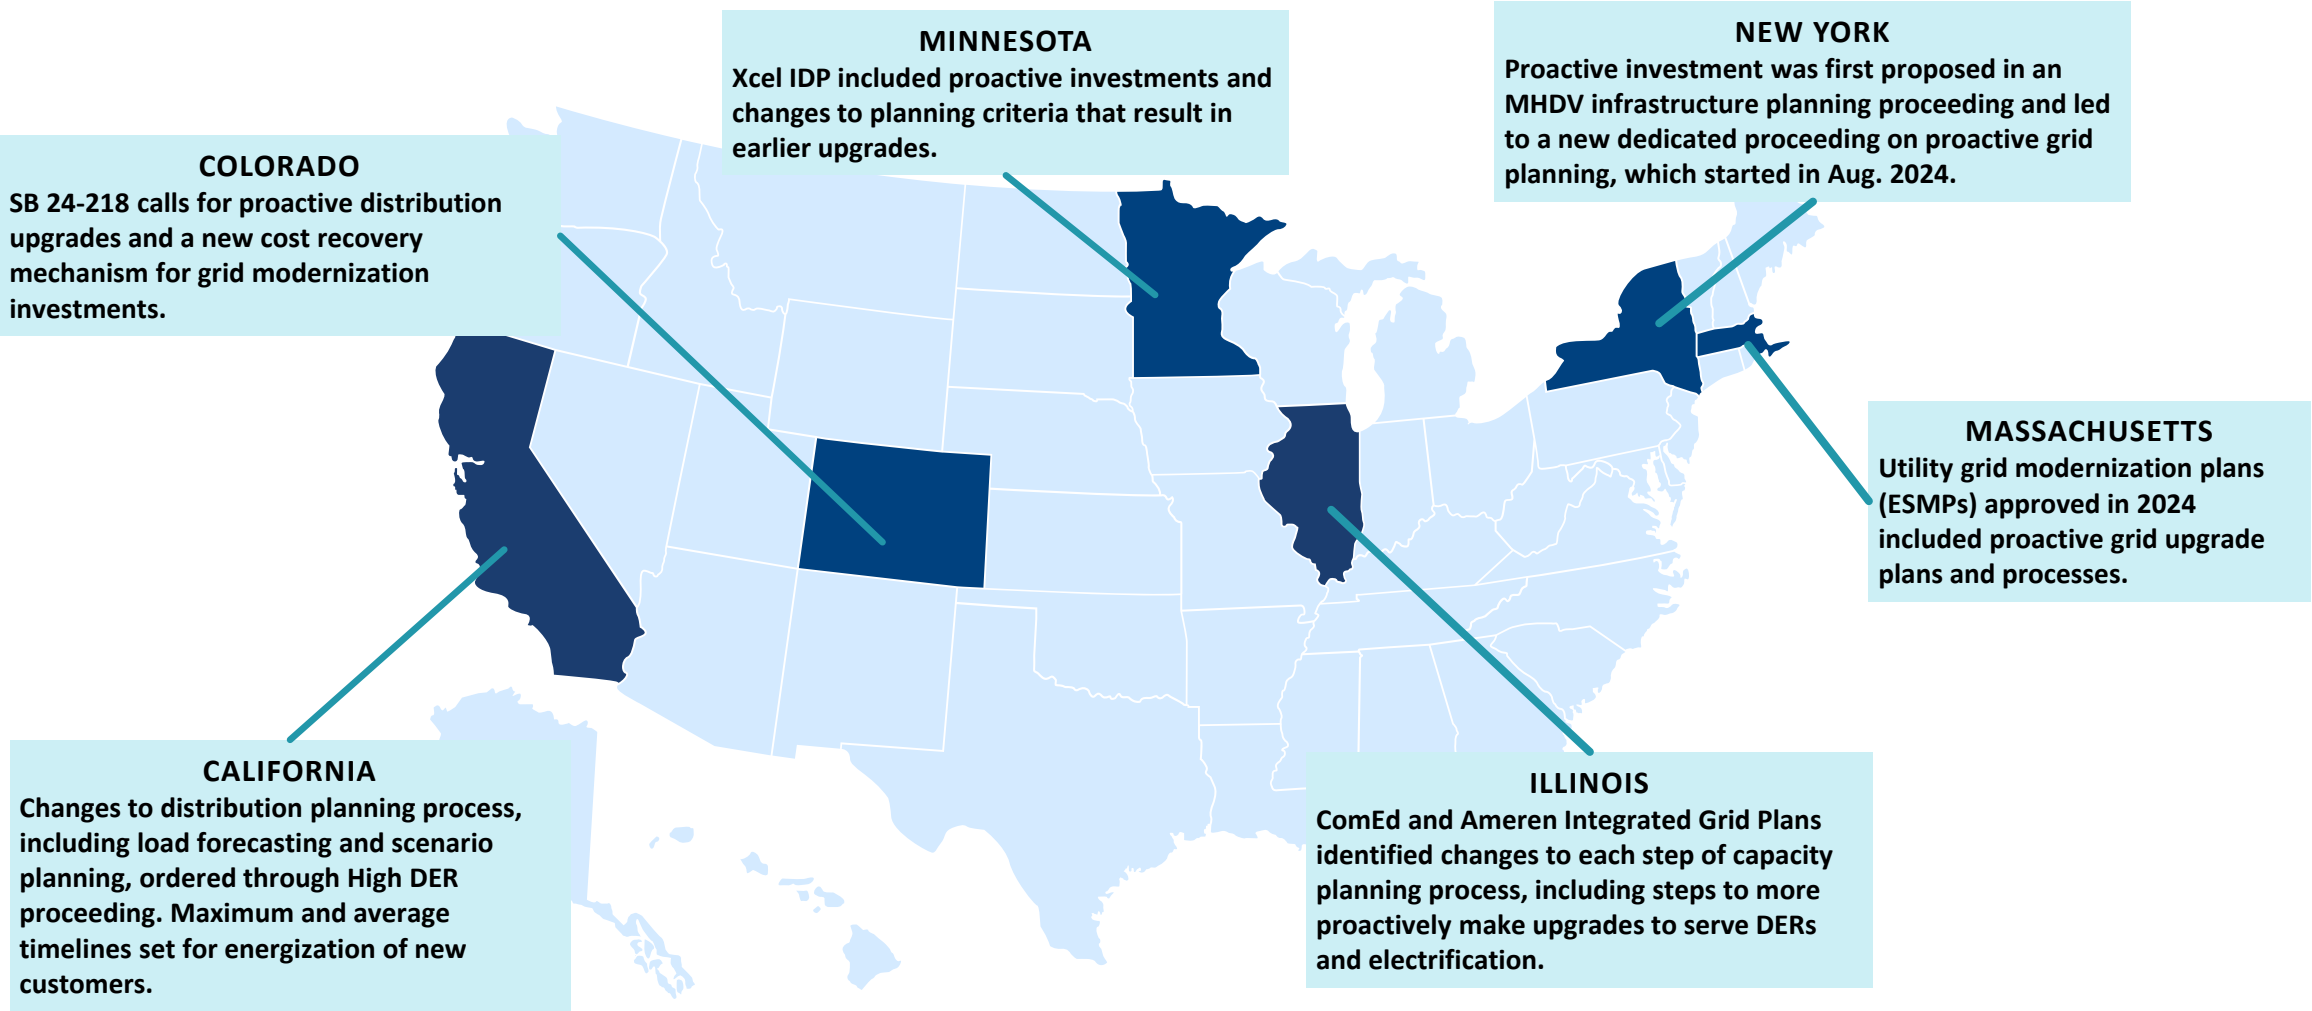 MINNESOTA
Xcel IDP included proactive investments and
changes to planning criteria that result in
earlier upgrades.
NEW YORK
Proactive investment was first proposed in an
MHDV infrastructure planning proceeding and led
to a new dedicated proceeding on proactive grid
planning, which started in Aug. 2024.
COLORADO
SB 24-218 calls for proactive distribution
upgrades and a new cost recovery
mechanism for grid modernization
investments.
MASSACHUSETTS
Utility grid modernization plans
(ESMPs) approved in 2024
included proactive grid upgrade
plans and processes.
CALIFORNIA
Changes to distribution planning process,
including load forecasting and scenario
planning, ordered through High DER
proceeding. Maximum and average
timelines set for energization of new
customers.
ILLINOIS
ComEd and Ameren Integrated Grid Plans
identified changes to each step of capacity
planning process, including steps to more
proactively make upgrades to serve DERs
and electrification.